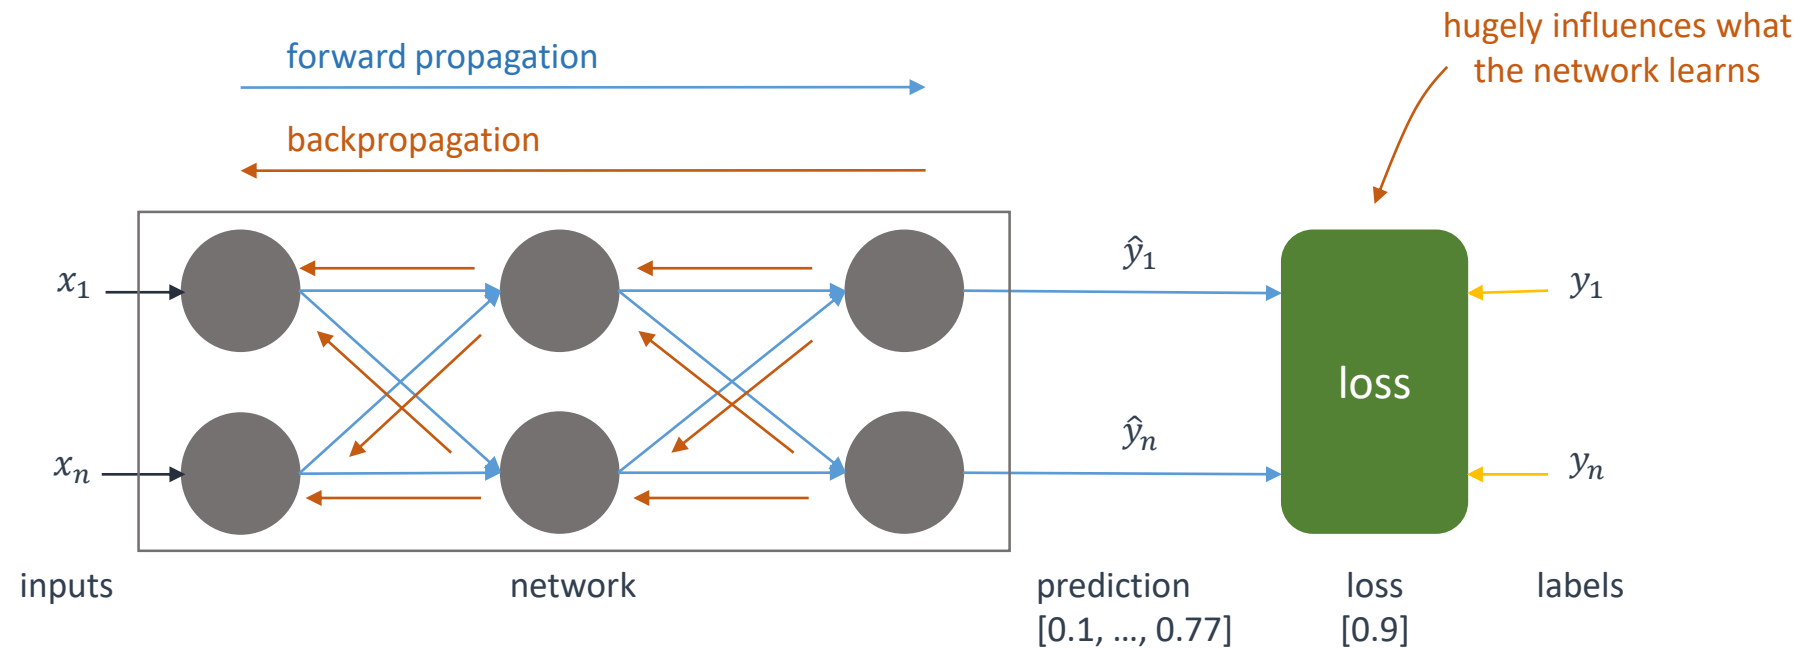 hugely influences what
the network learns
forward propagation
backpropagation
x₁
ŷ₁
y₁
loss
xₙ
ŷₙ
yₙ
inputs
network
prediction
[0.1, …, 0.77]
loss
[0.9]
labels